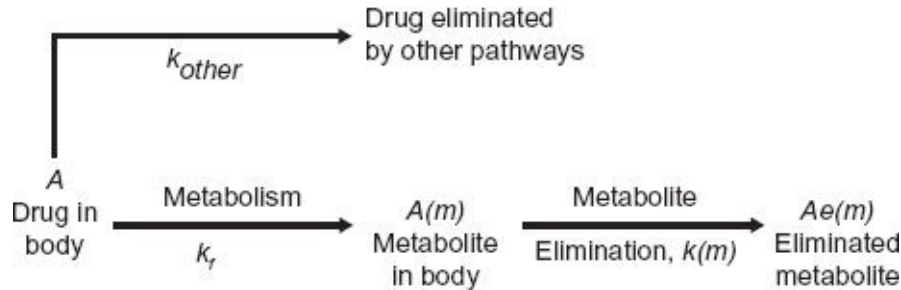 Drug eliminated
by other pathways
k_other
A
Drug in
body
Metabolism
k_f
A(m)
Metabolite
in body
Metabolite
Elimination, k(m)
Ae(m)
Eliminated
metabolite